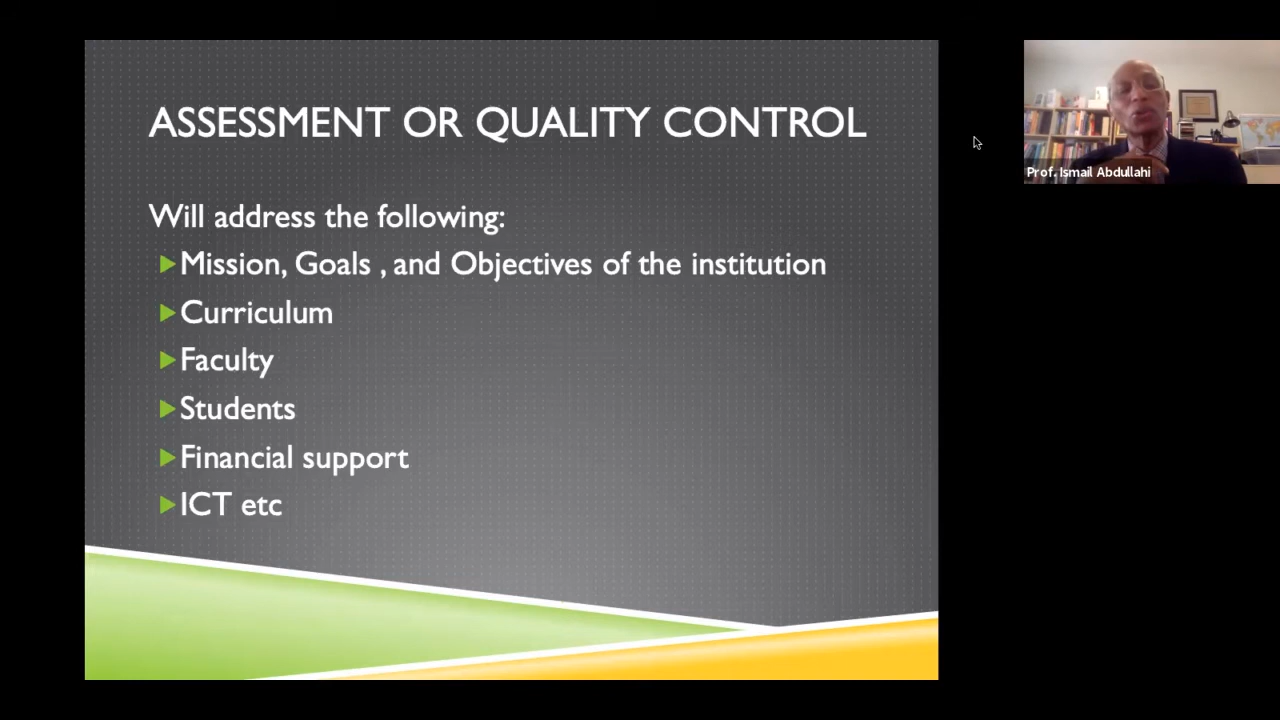 ASSESSMENT OR QUALITY CONTROL
Will address the following:
Mission, Goals , and Objectives of the institution
Curriculum
Faculty
Students
Financial support
ICT etc
Prof. Ismail Abdullahi